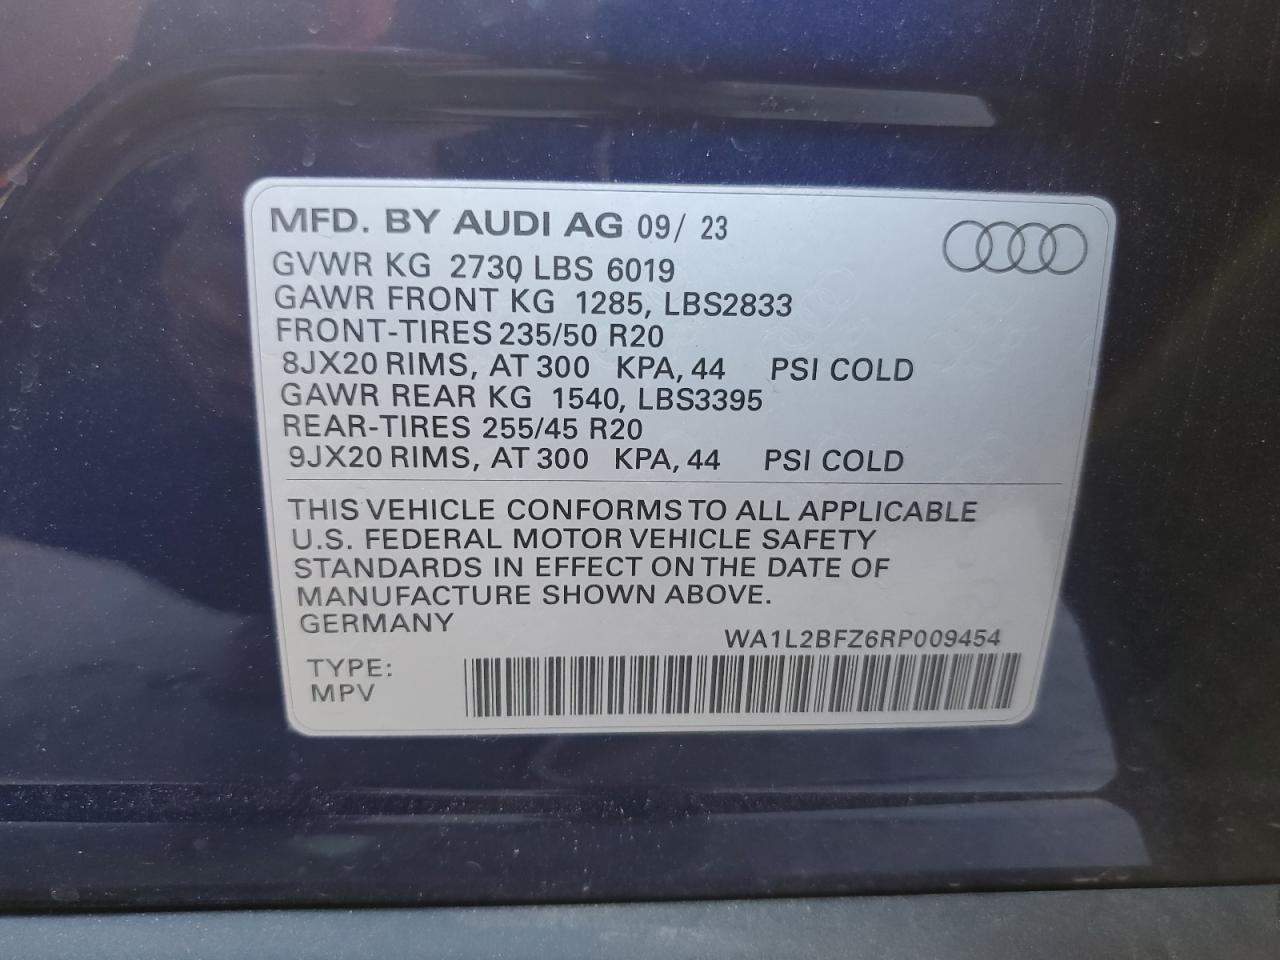 MFD. BY AUDI AG 09/ 23
GVWR KG 2730 LBS 6019
GAWR FRONT KG 1285, LBS2833
FRONT-TIRES 235/50 R20
8JX20 RIMS, AT 300 KPA, 44 PSI COLD
GAWR REAR KG 1540, LBS3395
REAR-TIRES 255/45 R20
9JX20 RIMS, AT 300 KPA, 44 PSI COLD
THIS VEHICLE CONFORMS TO ALL APPLICABLE
U.S. FEDERAL MOTOR VEHICLE SAFETY
STANDARDS IN EFFECT ON THE DATE OF
MANUFACTURE SHOWN ABOVE.
GERMANY
WA1L2BFZ6RP009454
TYPE:
MPV